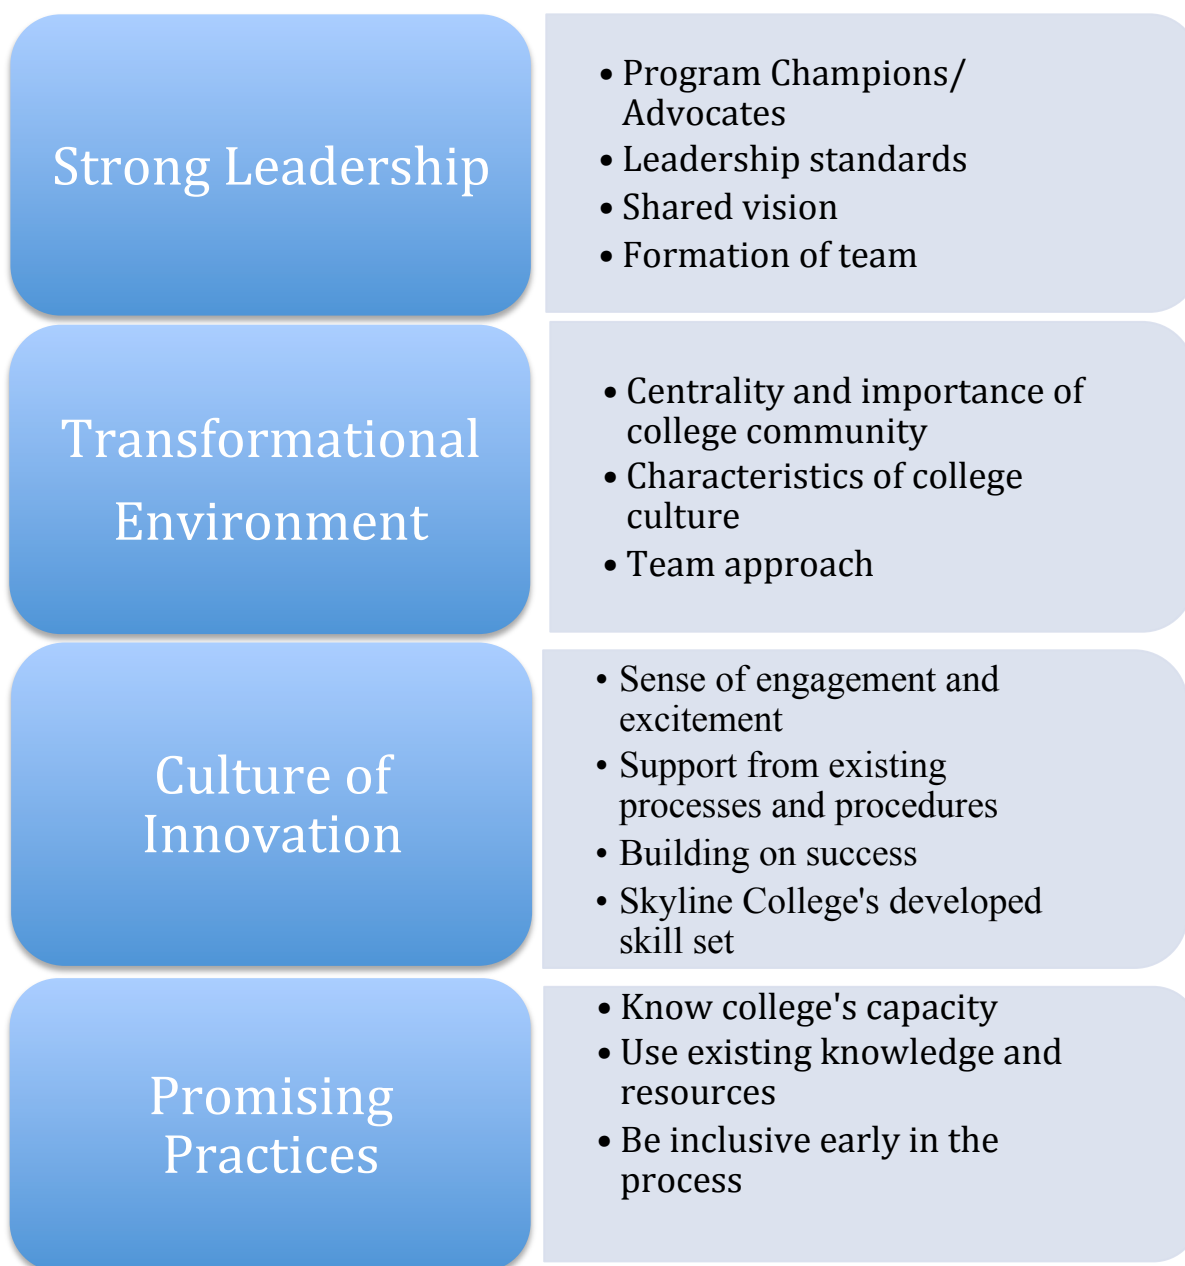 Strong Leadership
• Program Champions/
Advocates
• Leadership standards
• Shared vision
• Formation of team
Transformational
Environment
• Centrality and importance of
college community
• Characteristics of college
culture
• Team approach
Culture of
Innovation
• Sense of engagement and
excitement
• Support from existing
processes and procedures
• Building on success
• Skyline College's developed
skill set
Promising
Practices
• Know college's capacity
• Use existing knowledge and
resources
• Be inclusive early in the
process